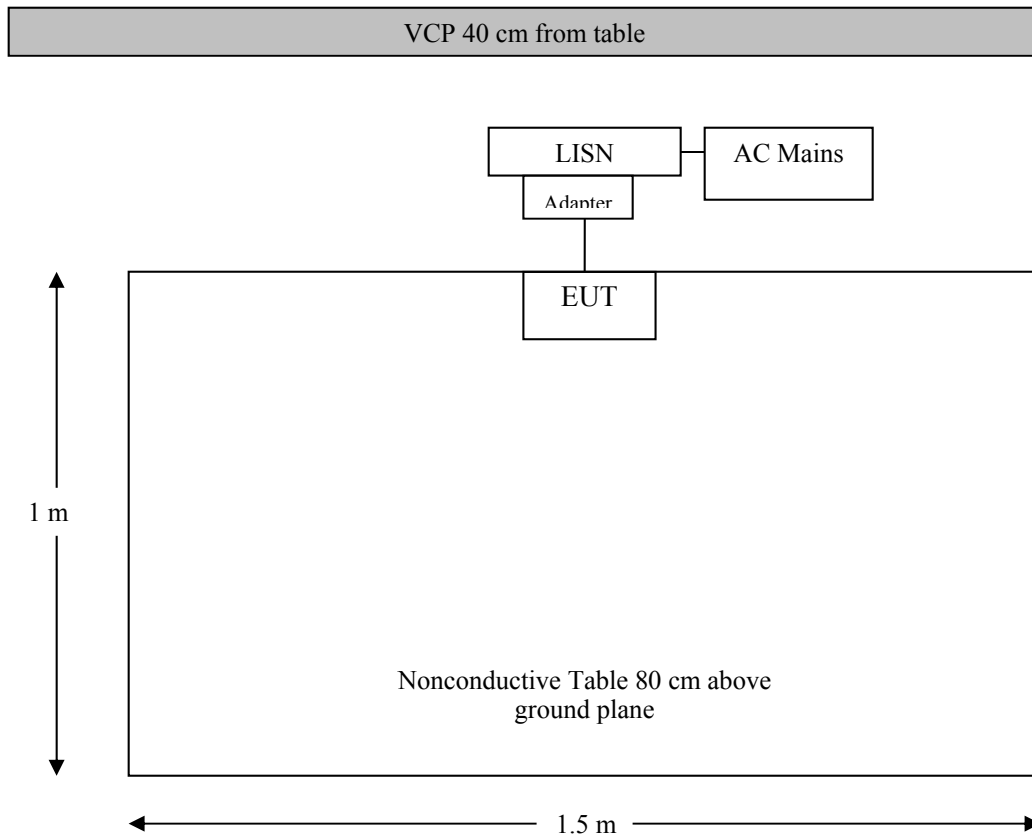 VCP 40 cm from table
LISN
AC Mains
Adapter
EUT
1 m
Nonconductive Table 80 cm above
ground plane
1.5 m